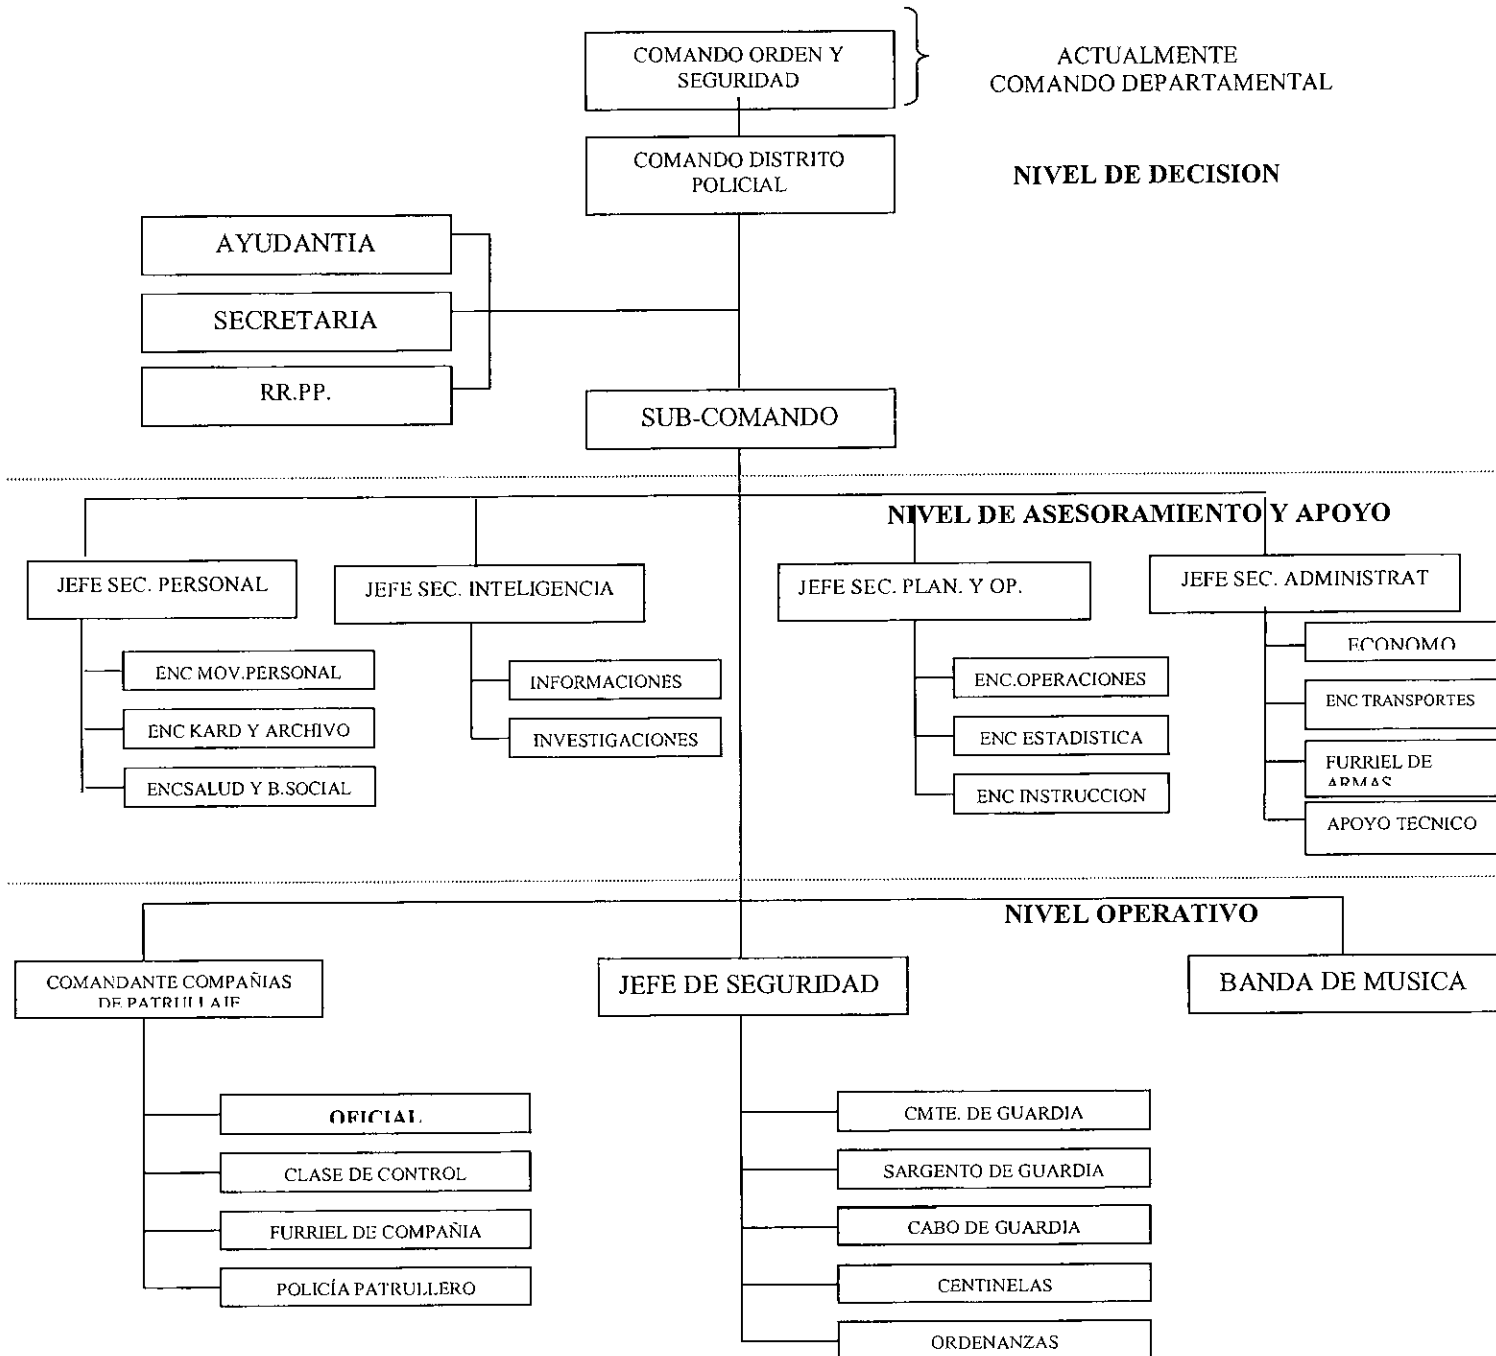 COMANDO ORDEN Y
SEGURIDAD
ACTUALMENTE
COMANDO DEPARTAMENTAL
COMANDO DISTRITO
POLICIAL
NIVEL DE DECISION
AYUDANTIA
SECRETARIA
RR.PP.
SUB-COMANDO
NIVEL DE ASESORAMIENTO Y APOYO
JEFE SEC. PERSONAL
JEFE SEC. INTELIGENCIA
JEFE SEC. PLAN. Y OP.
JEFE SEC. ADMINISTRAT
ENC MOV.PERSONAL
ENC KARD Y ARCHIVO
ENCSALUD Y B.SOCIAL
INFORMACIONES
INVESTIGACIONES
ENC.OPERACIONES
ENC ESTADISTICA
ENC INSTRUCCION
ECONOMO
ENC TRANSPORTES
FURRIEL DE
ARMAS
APOYO TECNICO
NIVEL OPERATIVO
COMANDANTE COMPAÑIAS
DE PATRULLAJE
JEFE DE SEGURIDAD
BANDA DE MUSICA
OFICIAL
CLASE DE CONTROL
FURRIEL DE COMPAÑIA
POLICÍA PATRULLERO
CMTE. DE GUARDIA
SARGENTO DE GUARDIA
CABO DE GUARDIA
CENTINELAS
ORDENANZAS